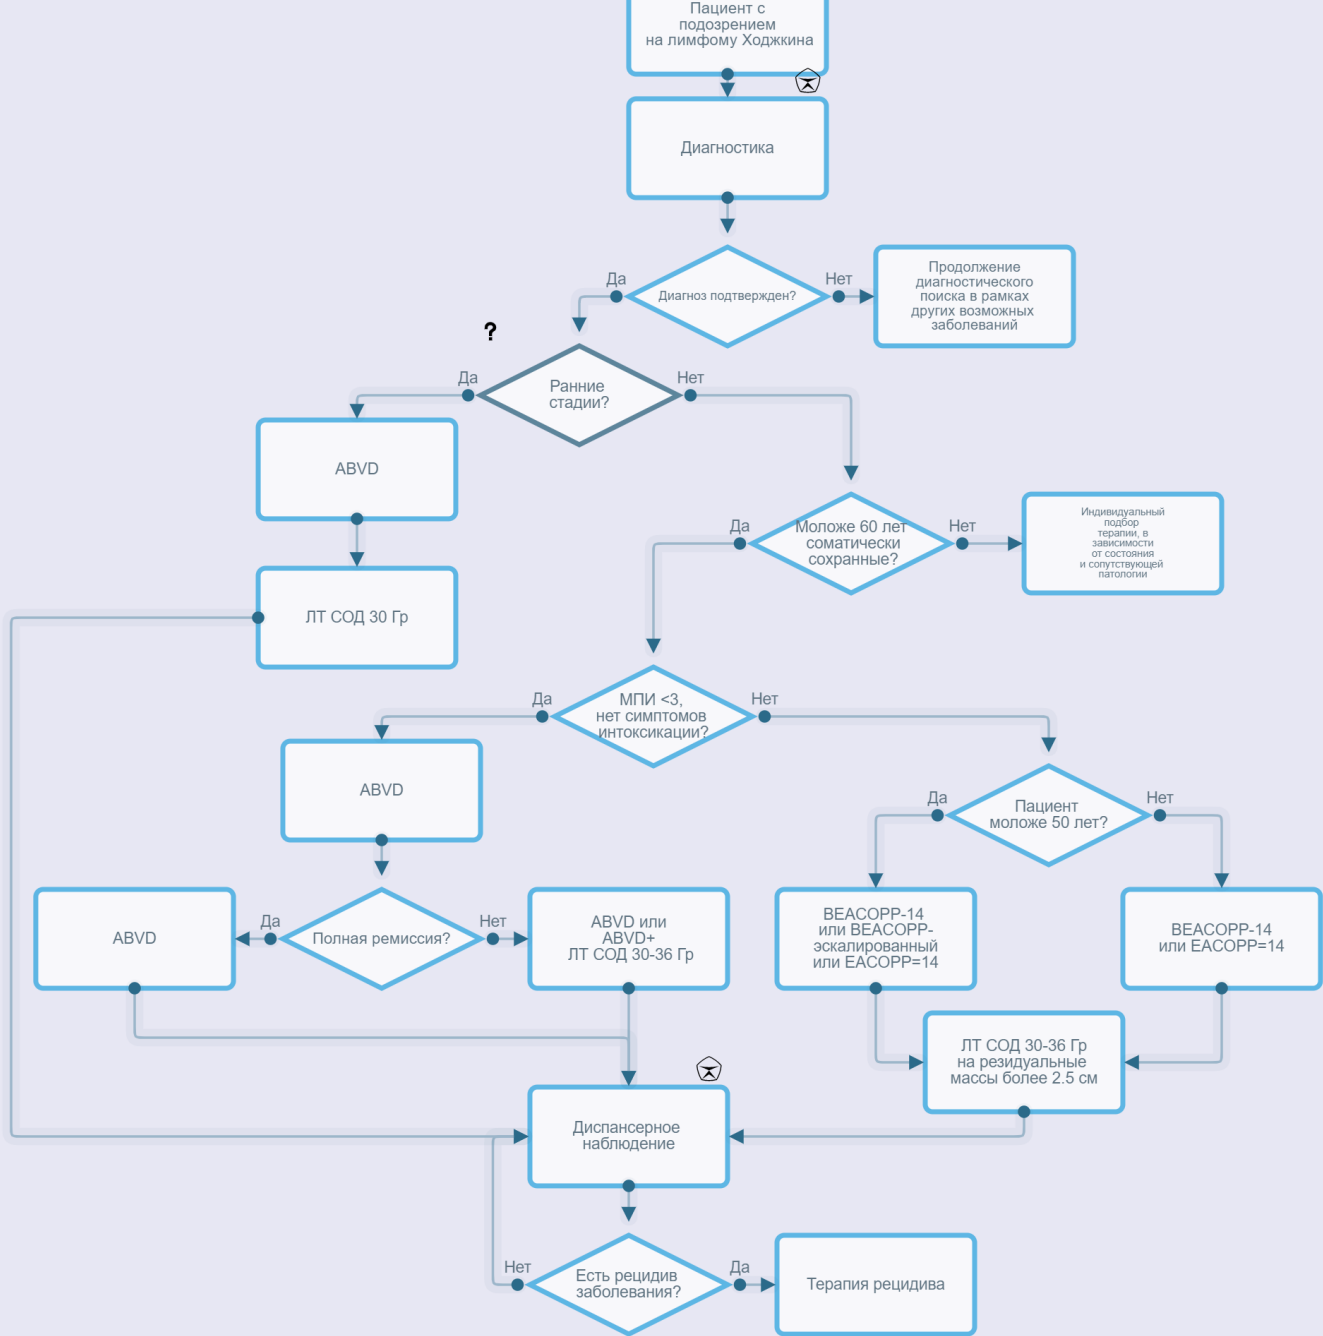 Пациент с
подозрением
на лимфому Ходжкина
Диагностика
Да
Диагноз подтвержден?
Нет
Продолжение
диагностического
поиска в рамках
других возможных
заболеваний
?
Да
Ранние
стадии?
Нет
ABVD
Да
Моложе 60 лет
соматически
сохранные?
Нет
Индивидуальный
подбор
терапии, в
зависимости
от состояния
и сопутствующей
патологии
ЛТ СОД 30 Гр
Да
МПИ <3,
нет симптомов
интоксикации?
Нет
ABVD
Да
Пациент
моложе 50 лет?
Нет
ABVD
Да
Полная ремиссия?
Нет
ABVD или
ABVD+
ЛТ СОД 30-36 Гр
BEACOPP-14
или BEACOPP-
эскалированный
или EACOPP=14
BEACOPP-14
или EACOPP=14
ЛТ СОД 30-36 Гр
на резидуальные
массы более 2.5 см
Диспансерное
наблюдение
Нет
Есть рецидив
заболевания?
Да
Терапия рецидива